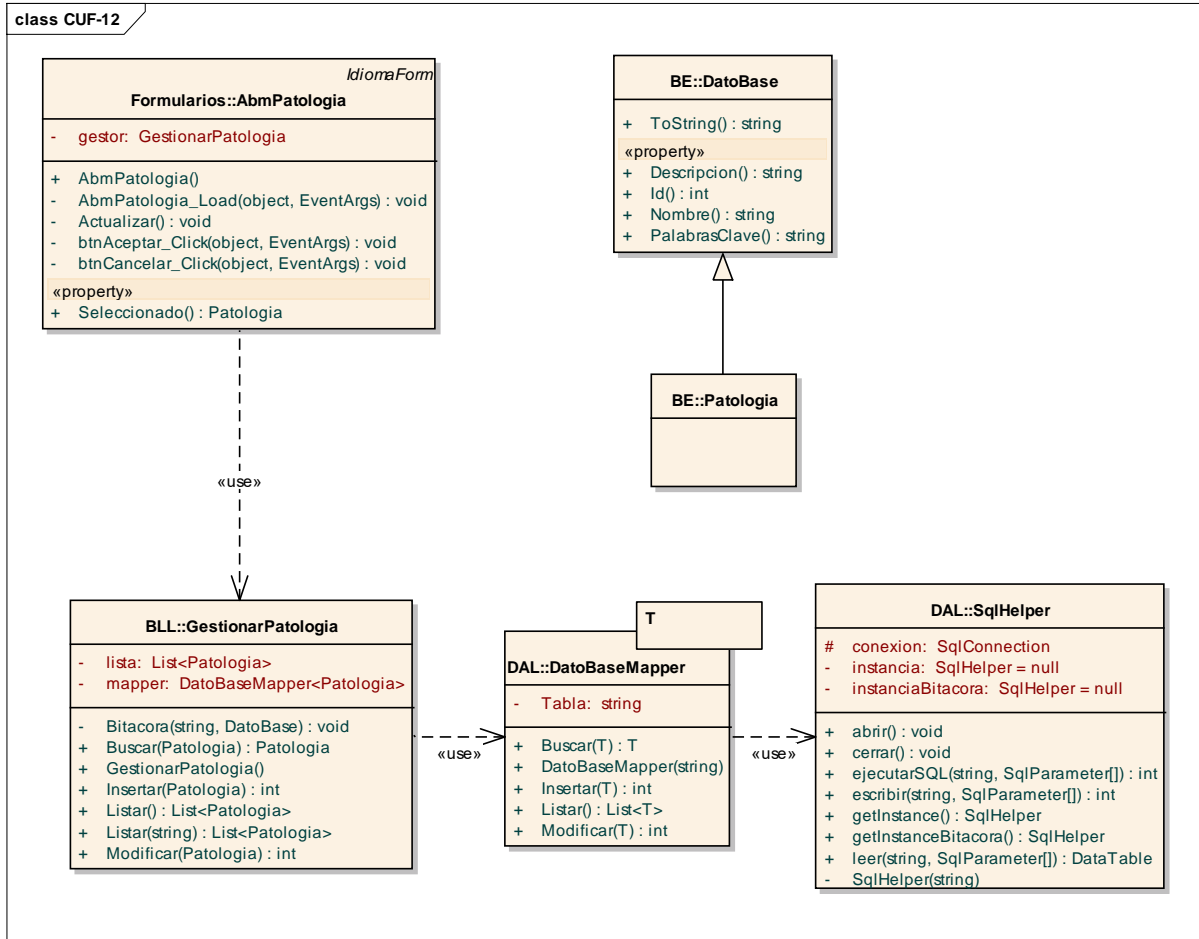 class CUF-12
IdiomaForm
Formularios::AbmPatologia
- gestor: GestionarPatologia
+ AbmPatologia()
- AbmPatologia_Load(object, EventArgs) : void
- Actualizar() : void
- btnAceptar_Click(object, EventArgs) : void
- btnCancelar_Click(object, EventArgs) : void
«property»
+ Seleccionado() : Patologia
BE::DatoBase
+ ToString() : string
«property»
+ Descripcion() : string
+ Id() : int
+ Nombre() : string
+ PalabrasClave() : string
BE::Patologia
«use»
BLL::GestionarPatologia
- lista: List<Patologia>
- mapper: DatoBaseMapper<Patologia>
- Bitacora(string, DatoBase) : void
+ Buscar(Patologia) : Patologia
+ GestionarPatologia()
+ Insertar(Patologia) : int
+ Listar() : List<Patologia>
+ Listar(string) : List<Patologia>
+ Modificar(Patologia) : int
«use»
T
DAL::DatoBaseMapper
- Tabla: string
+ Buscar(T) : T
+ DatoBaseMapper(string)
+ Insertar(T) : int
+ Listar() : List<T>
+ Modificar(T) : int
«use»
DAL::SqlHelper
# conexion: SqlConnection
- instancia: SqlHelper = null
- instanciaBitacora: SqlHelper = null
+ abrir() : void
+ cerrar() : void
+ ejecutarSQL(string, SqlParameter[]) : int
+ escribir(string, SqlParameter[]) : int
+ getInstance() : SqlHelper
+ getInstanceBitacora() : SqlHelper
+ leer(string, SqlParameter[]) : DataTable
- SqlHelper(string)